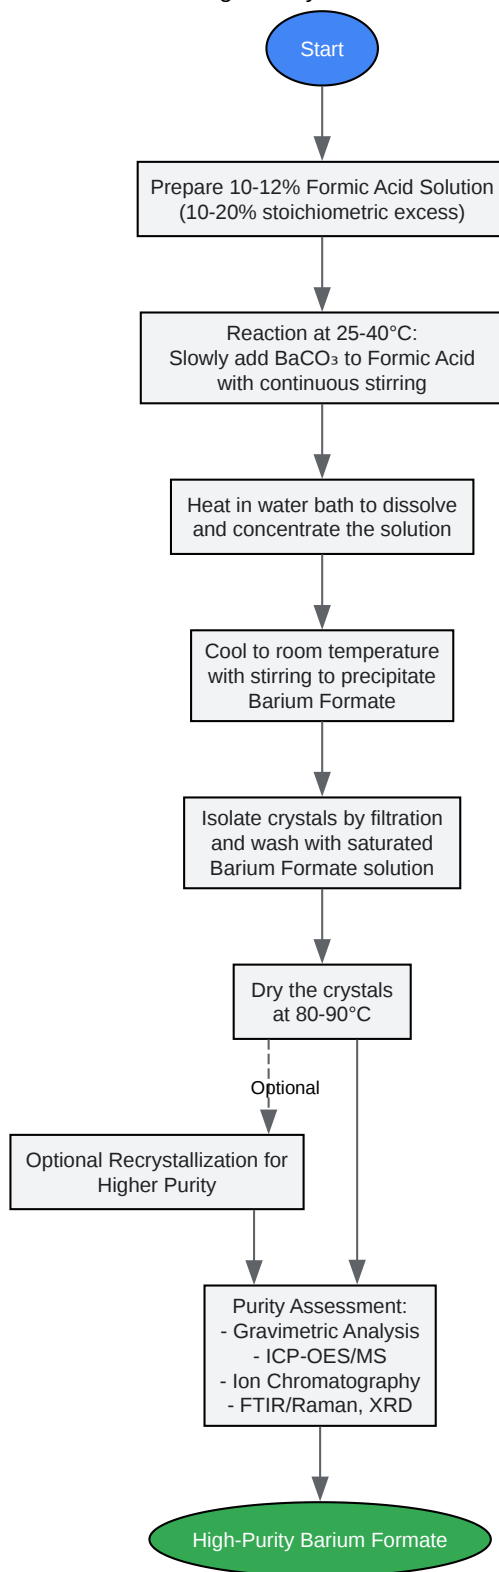 Start
Prepare 10-12% Formic Acid Solution
(10-20% stoichiometric excess)
Reaction at 25-40°C:
Slowly add BaCO₃ to Formic Acid
with continuous stirring
Heat in water bath to dissolve
and concentrate the solution
Cool to room temperature
with stirring to precipitate
Barium Formate
Isolate crystals by filtration
and wash with saturated
Barium Formate solution
Dry the crystals
at 80-90°C
Optional
Optional Recrystallization for
Higher Purity
Purity Assessment:
- Gravimetric Analysis
- ICP-OES/MS
- Ion Chromatography
- FTIR/Raman, XRD
High-Purity Barium Formate